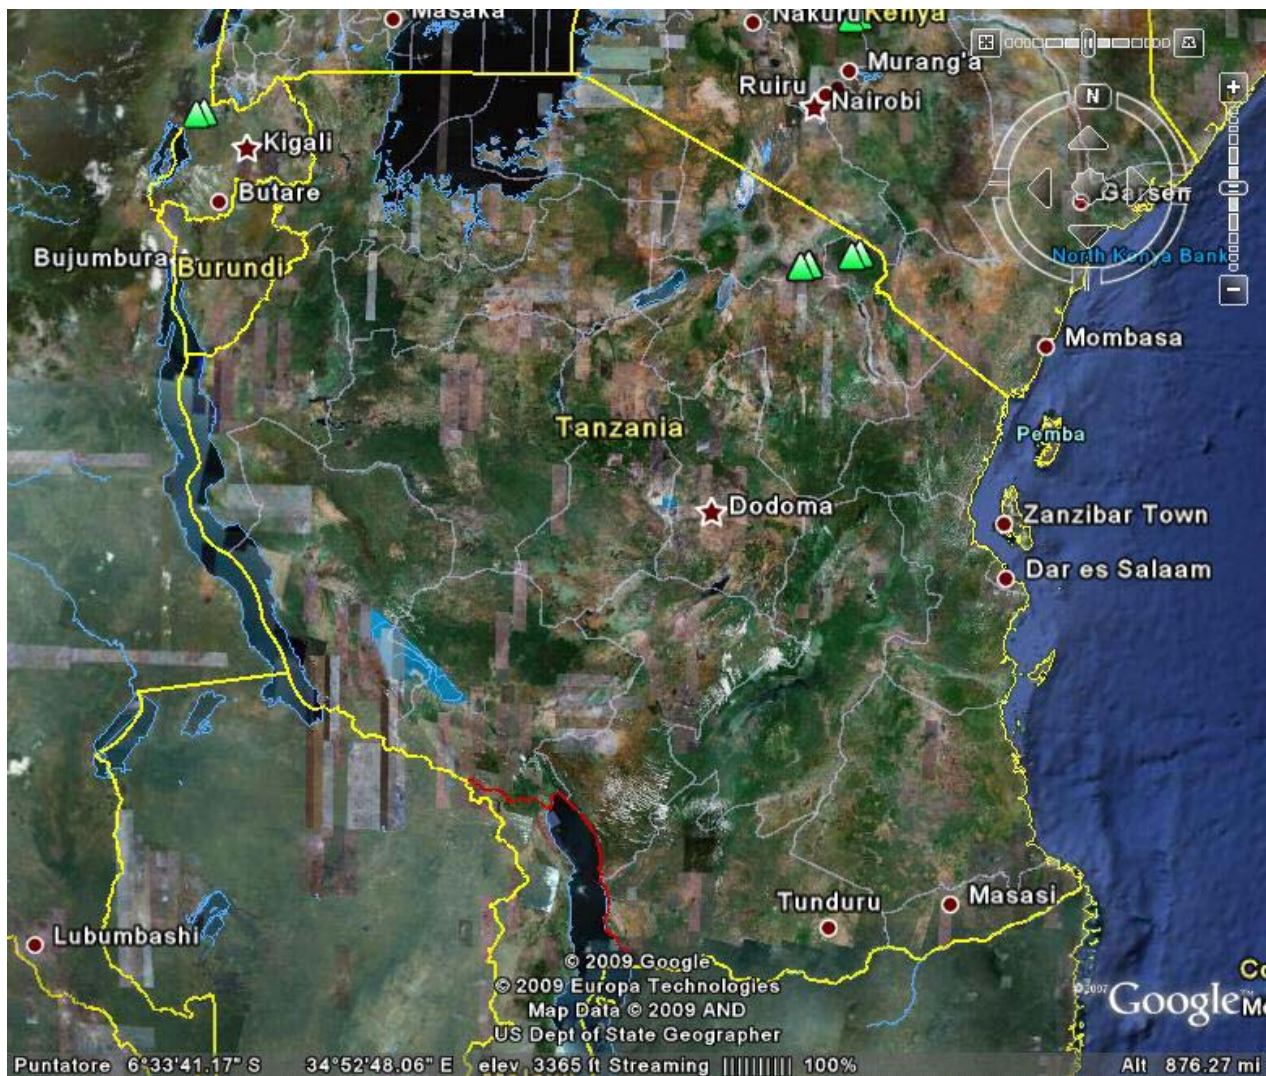 Masaka
Nakuru
Kenya
Murang'a
Ruiru
Nairobi
N
Kigali
Butare
Garsen
Bujumbura
Burundi
North Kenya Bank
Mombasa
Tanzania
Pemba
Dodoma
Zanzibar Town
Dar es Salaam
Tunduru
Masasi
Lubumbashi
© 2009 Google
© 2009 Europa Technologies
Map Data © 2009 AND
US Dept of State Geographer
©2007 Google™
Puntatore 6°33'41.17" S 34°52'48.06" E elev 3365 ft Streaming |||||||||| 100% Alt 876.27 mi